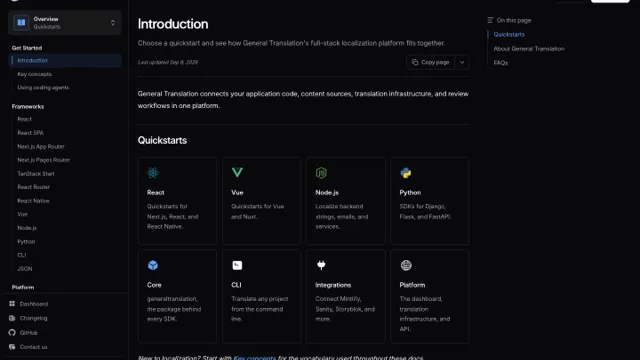 Overview
Quickstarts
Get Started
Introduction
Key concepts
Using coding agents
Frameworks
React
React SPA
Next.js App Router
Next.js Pages Router
TanStack Start
React Router
React Native
Vue
Node.js
Python
CLI
JSON
Platform
Dashboard
Changelog
GitHub
Contact us
Introduction
Choose a quickstart and see how General Translation's full-stack localization platform fits together.
Last updated Sep 9, 2026
Copy page
General Translation connects your application code, content sources, translation infrastructure, and review
workflows in one platform.
Quickstarts
React
Quickstarts for
Next.js, React, and
React Native.
Vue
Quickstarts for Vue
and Nuxt.
Node.js
Localize backend
strings, emails, and
services.
Python
SDKs for Django,
Flask, and FastAPI.
Core
generaltranslation,
the package behind
every SDK.
CLI
Translate any project
from the command
line.
Integrations
Connect Mintlify,
Sanity, Storyblok, and
more.
Platform
The dashboard,
translation
infrastructure, and
API.
New to localization? Start with Key concepts for the vocabulary used throughout these docs.
On this page
Quickstarts
About General Translation
FAQs